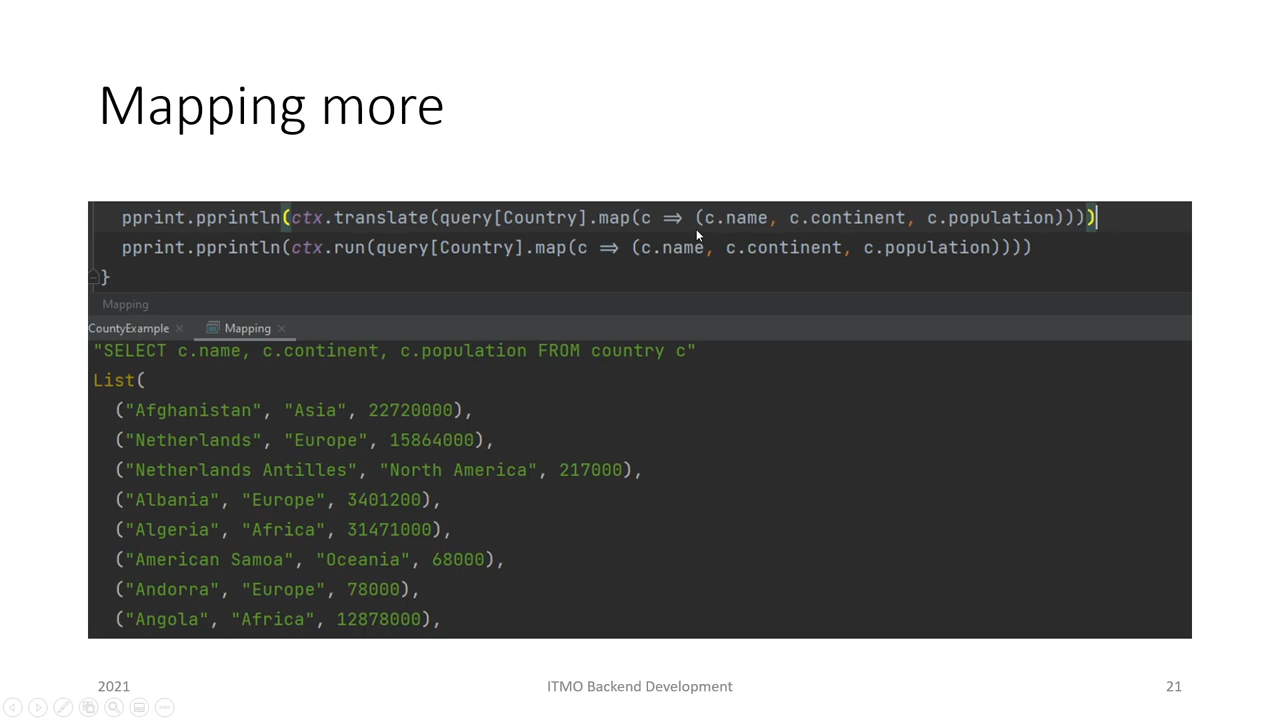 Mapping more
pprint.pprintln(ctx.translate(query[Country].map(c ⇒ (c.name, c.continent, c.population))))
pprint.pprintln(ctx.run(query[Country].map(c ⇒ (c.name, c.continent, c.population))))
}
Mapping
CountyExample × Mapping ×
"SELECT c.name, c.continent, c.population FROM country c"
List(
("Afghanistan", "Asia", 22720000),
("Netherlands", "Europe", 15864000),
("Netherlands Antilles", "North America", 217000),
("Albania", "Europe", 3401200),
("Algeria", "Africa", 31471000),
("American Samoa", "Oceania", 68000),
("Andorra", "Europe", 78000),
("Angola", "Africa", 12878000),
2021 ITMO Backend Development 21